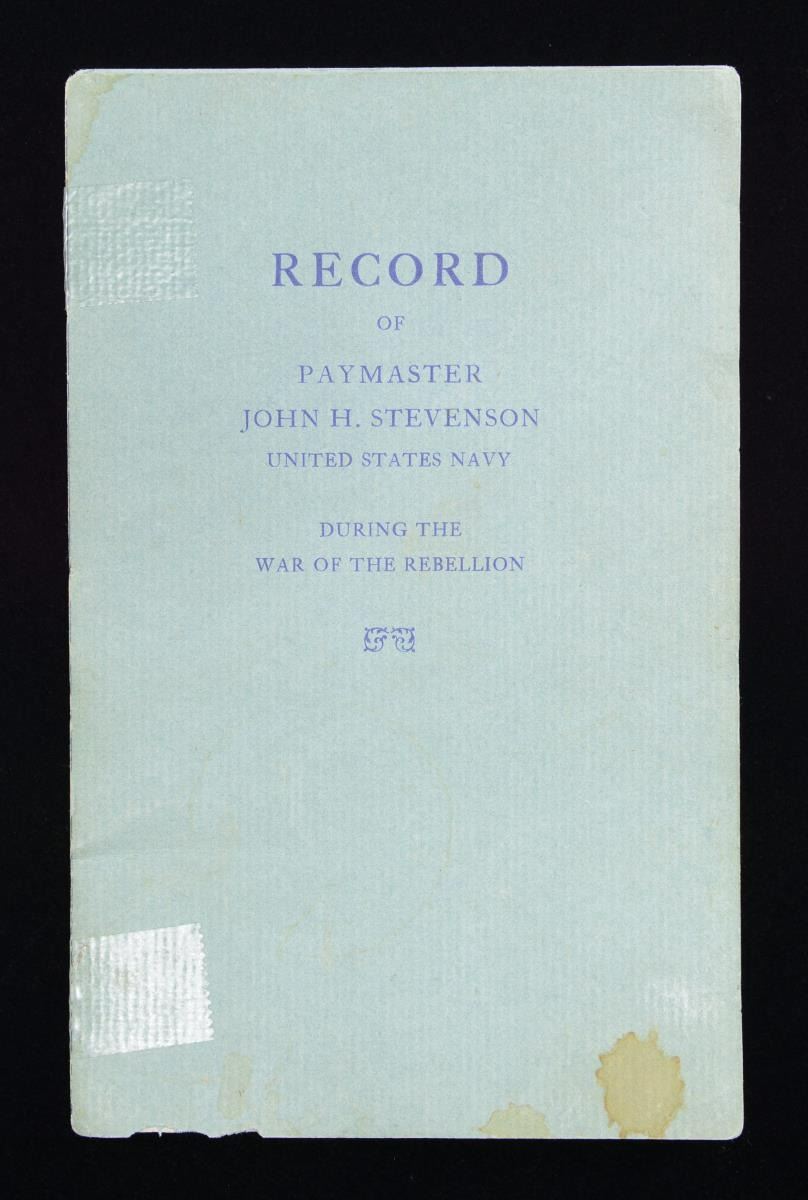 RECORD
OF
PAYMASTER
JOHN H. STEVENSON
UNITED STATES NAVY
DURING THE
WAR OF THE REBELLION